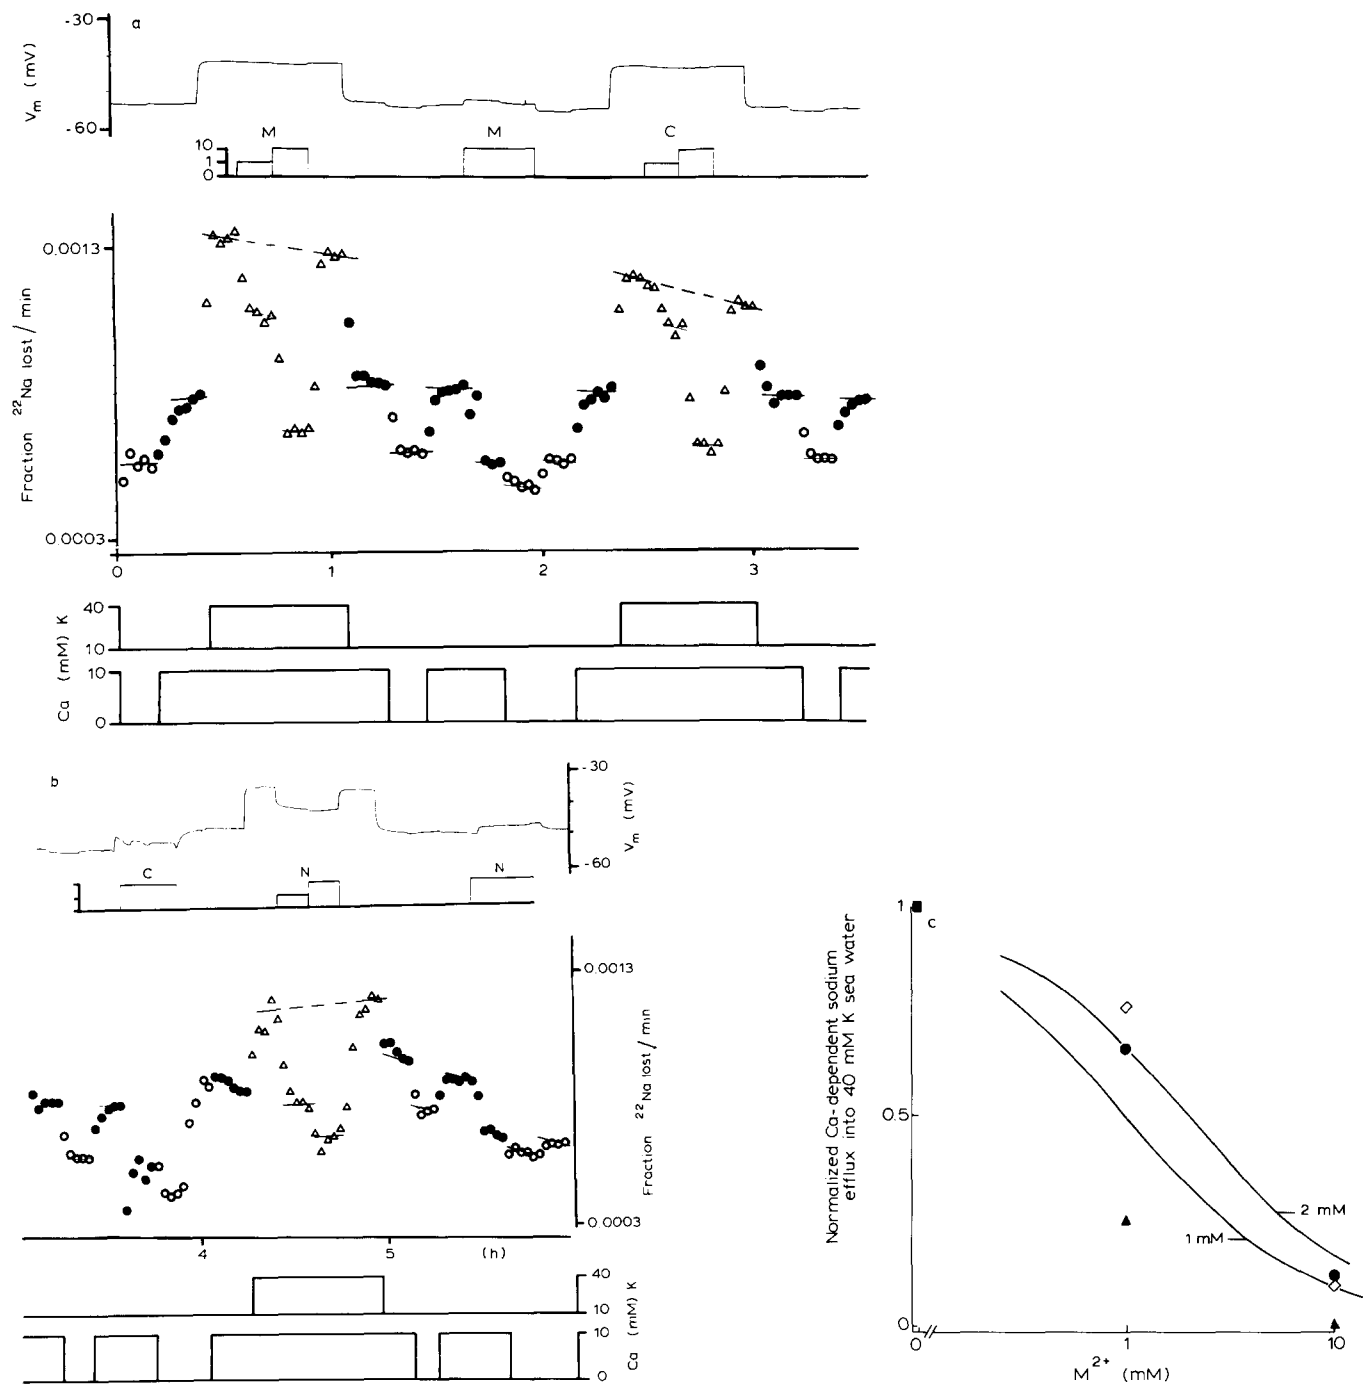 a
-30
-60
V_m (mV)
M
M
C
10
1
0
0.0013
0.0003
Fraction ²²Na lost / min
0
1
2
3
40
10
K
10
0
Ca (mM)
b
-30
-60
V_m (mV)
C
N
N
0.0013
0.0003
Fraction ²²Na lost / min
4
5
(h)
40
10
K
10
0
Ca (mM)
c
1
0.5
0
Normalized Ca-dependent sodium
efflux into 40 mM K sea water
2 mM
1 mM
0
1
10
M²⁺ (mM)